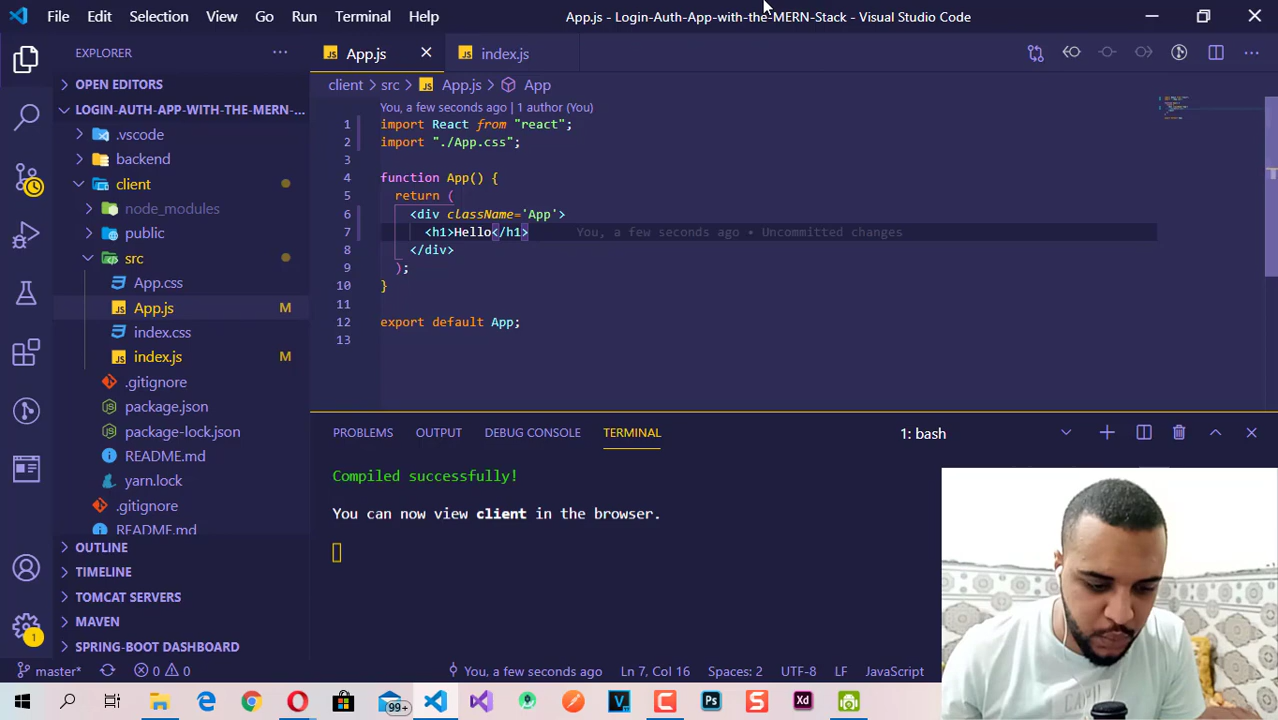 File Edit Selection View Go Run Terminal Help
App.js - Login-Auth-App-with-the-MERN-Stack - Visual Studio Code
EXPLORER
OPEN EDITORS
LOGIN-AUTH-APP-WITH-THE-MERN-...
.vscode
backend
client
node_modules
public
src
App.css
App.js M
index.css
index.js M
.gitignore
package.json
package-lock.json
README.md
yarn.lock
.gitignore
README.md
OUTLINE
TIMELINE
TOMCAT SERVERS
MAVEN
SPRING-BOOT DASHBOARD
1
App.js index.js
client > src > App.js > App
You, a few seconds ago | 1 author (You)
1 import React from "react";
2 import "./App.css";
3
4 function App() {
5 return (
6 <div className='App'>
7 <h1>Hello</h1> You, a few seconds ago • Uncommitted changes
8 </div>
9 );
10 }
11
12 export default App;
13
PROBLEMS OUTPUT DEBUG CONSOLE TERMINAL 1: bash
Compiled successfully!
You can now view client in the browser.
master* 0 0 You, a few seconds ago Ln 7, Col 16 Spaces: 2 UTF-8 LF JavaScript
99+ V Ps S Xd